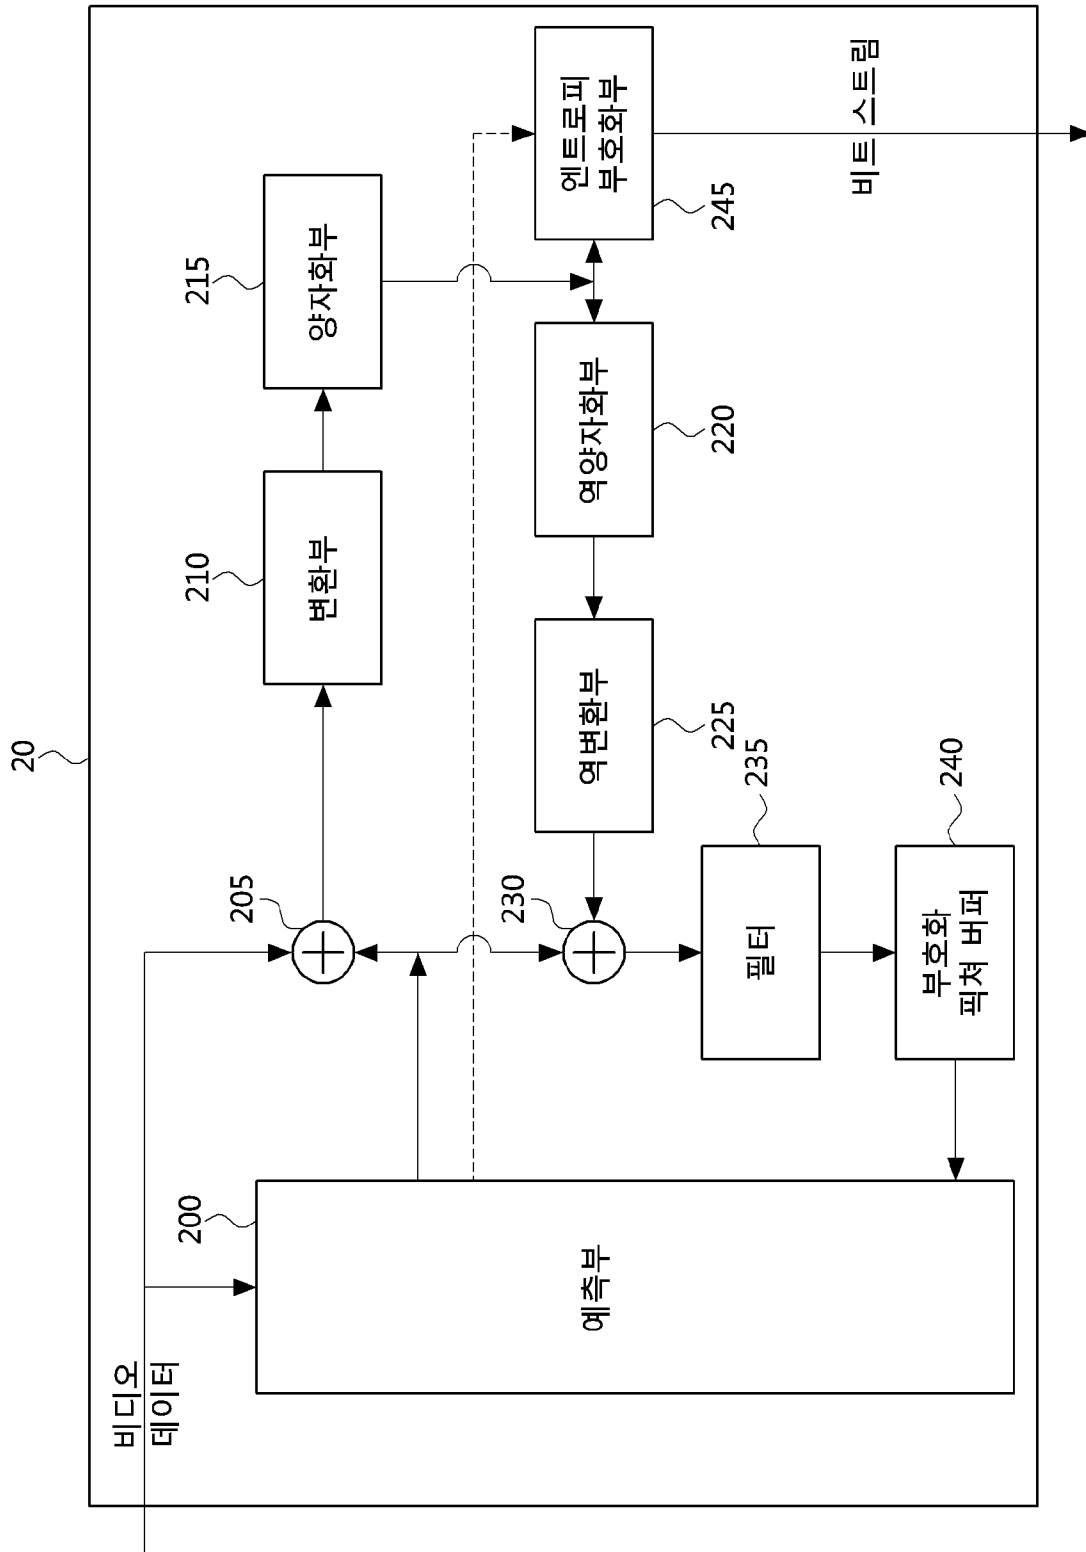 20
비디오
데이터
200
예측부
205
210
변환부
215
양자화부
230
225
역변환부
220
역양자화부
245
엔트로피
부호화부
235
필터
240
부호화
픽쳐 버퍼
비트 스트림